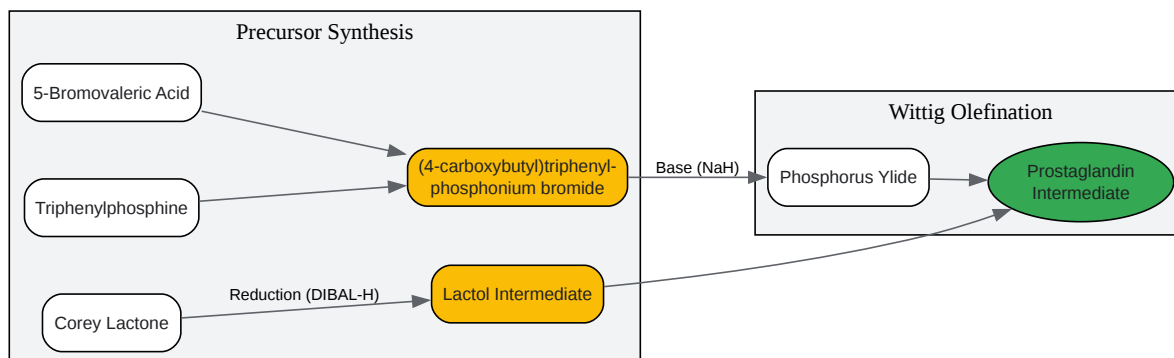 Precursor Synthesis
5-Bromovaleric Acid
Triphenylphosphine
(4-carboxybutyl)triphenyl-
phosphonium bromide
Corey Lactone
Reduction (DIBAL-H)
Lactol Intermediate
Base (NaH)
Wittig Olefination
Phosphorus Ylide
Prostaglandin
Intermediate